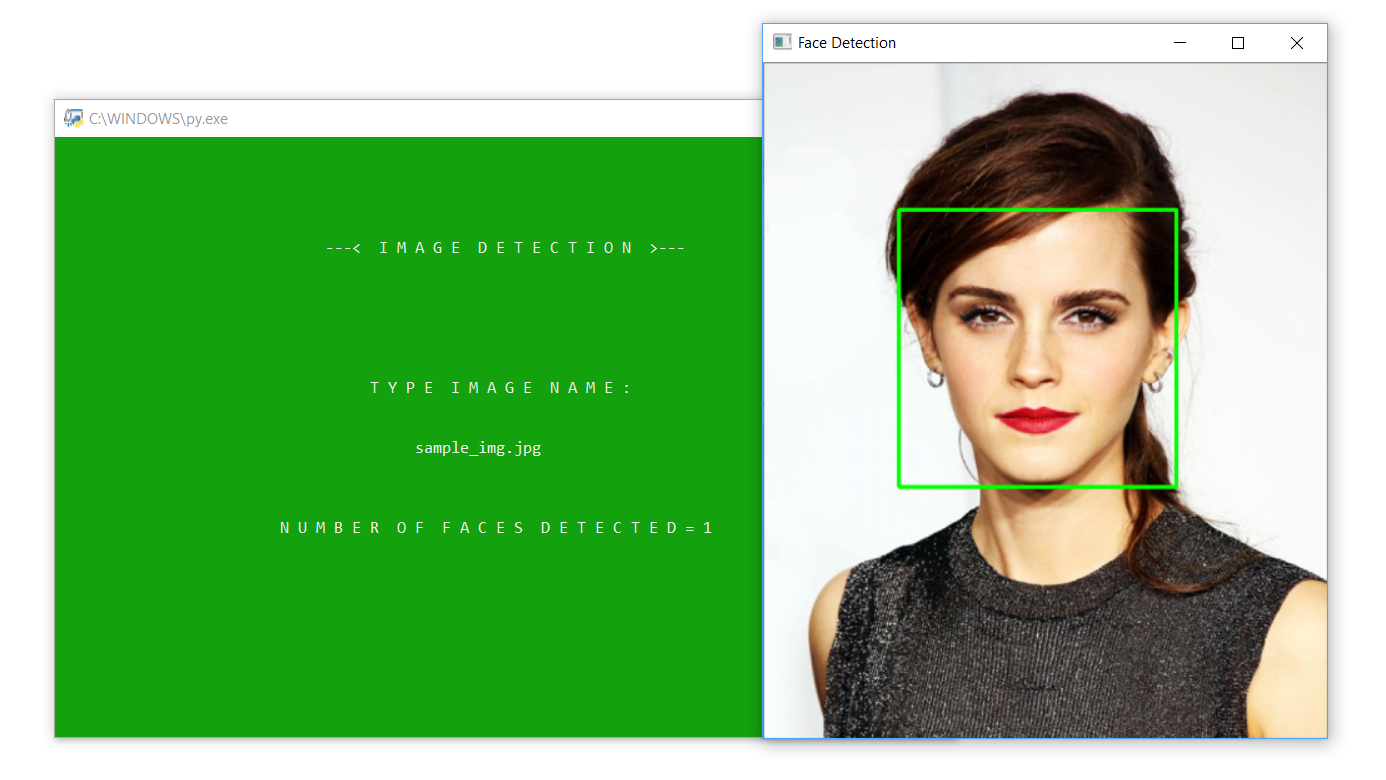 Face Detection
C:\WINDOWS\py.exe
---< I M A G E  D E T E C T I O N >---
T Y P E  I M A G E  N A M E :
sample_img.jpg
N U M B E R  O F  F A C E S  D E T E C T E D = 1